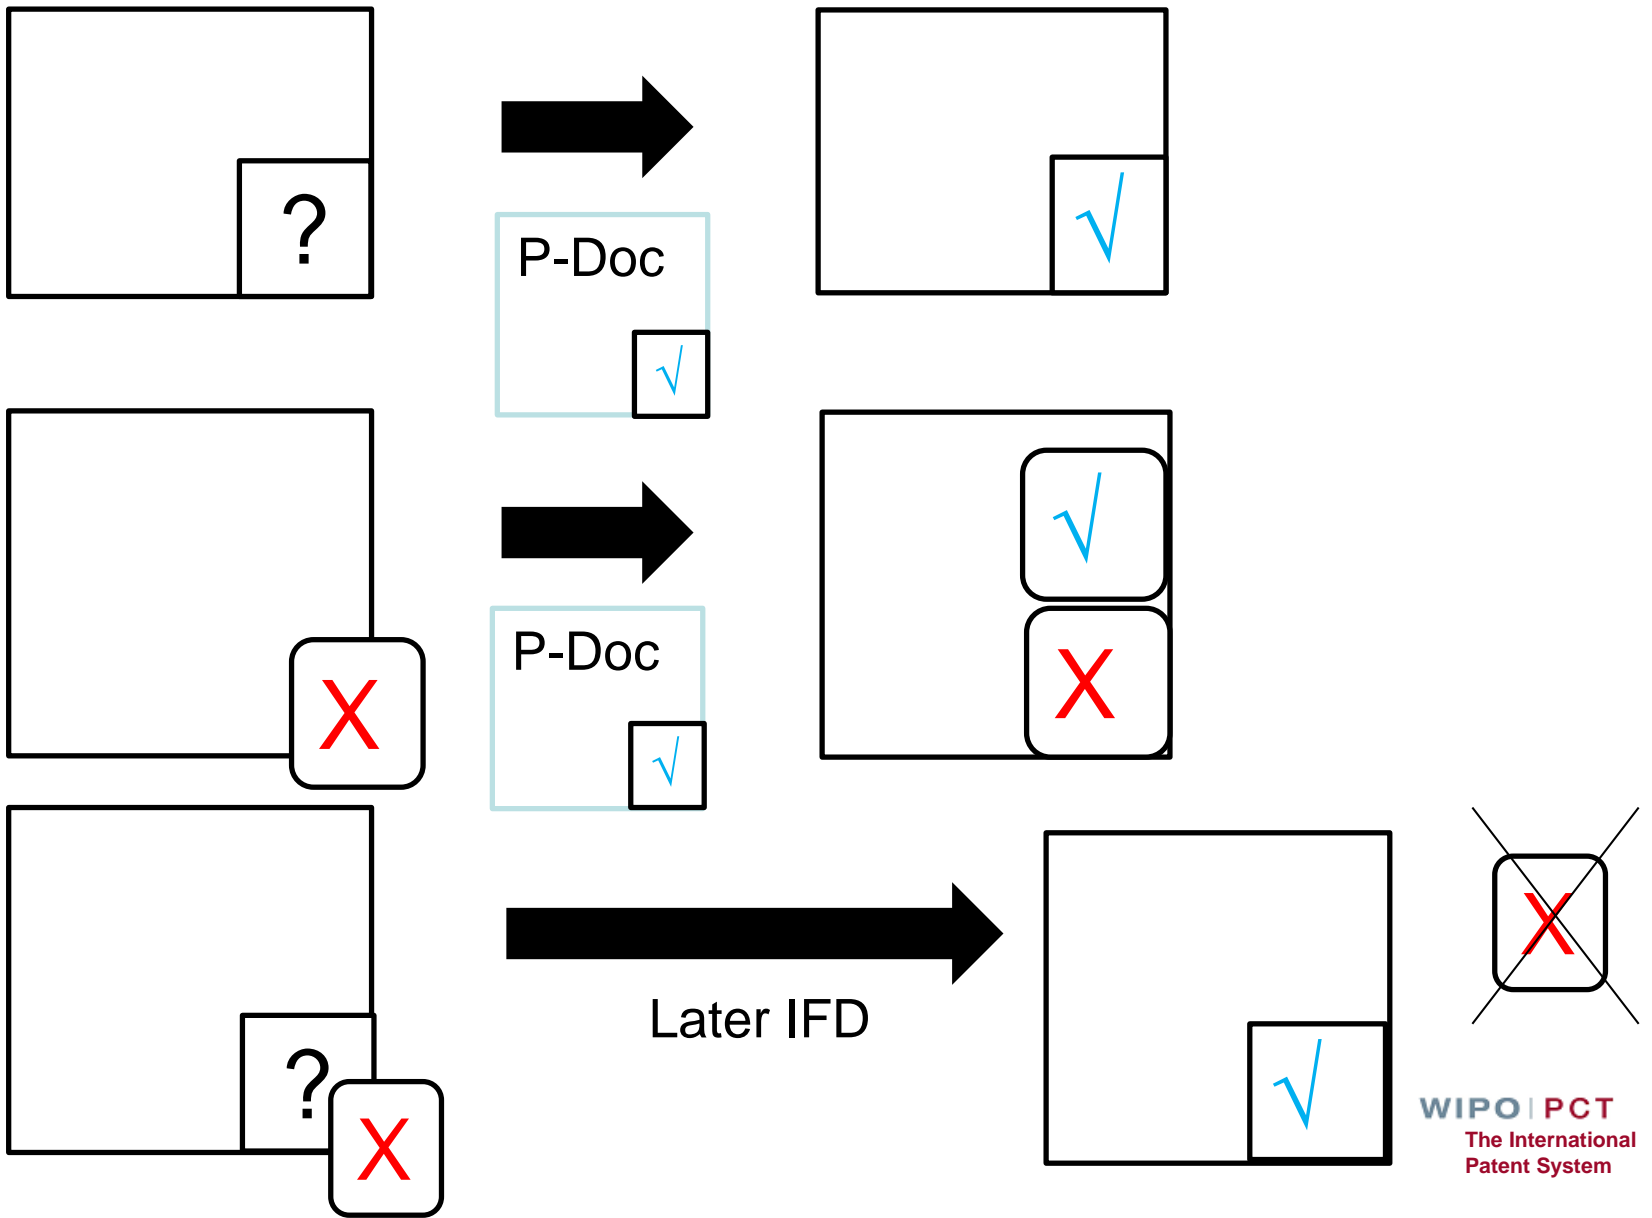 ?
P-Doc
√
√
X
P-Doc
√
√
X
?
X
Later IFD
√
X
WIPO | PCT
The International
Patent System